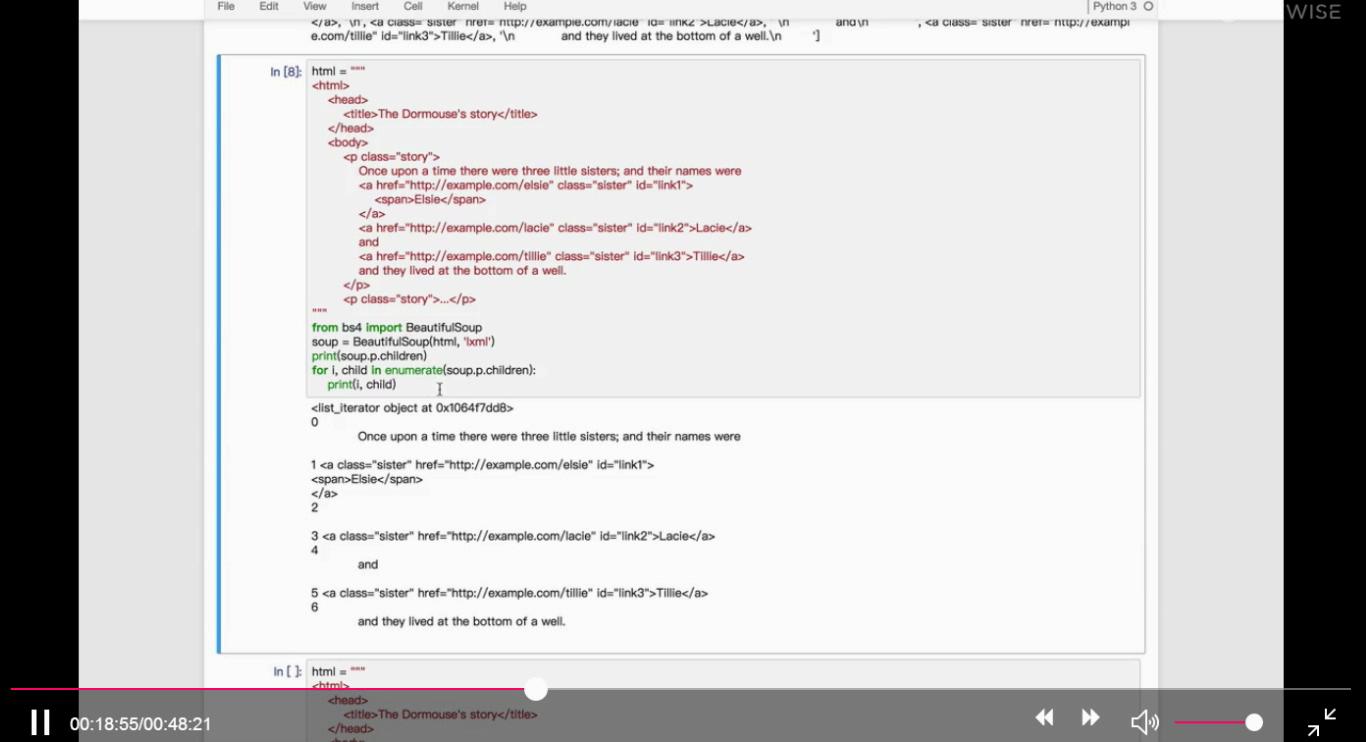 File Edit View Insert Cell Kernel Help Python 3
WISE
</a>, '\n', <a class="sister" href="http://example.com/lacie" id="link2">Lacie</a>, '\n and\n ', <a class="sister" href="http://exampl
e.com/tillie" id="link3">Tillie</a>, '\n and they lived at the bottom of a well.\n ']
In [8]: html = """
<html>
<head>
<title>The Dormouse's story</title>
</head>
<body>
<p class="story">
Once upon a time there were three little sisters; and their names were
<a href="http://example.com/elsie" class="sister" id="link1">
<span>Elsie</span>
</a>
<a href="http://example.com/lacie" class="sister" id="link2">Lacie</a>
and
<a href="http://example.com/tillie" class="sister" id="link3">Tillie</a>
and they lived at the bottom of a well.
</p>
<p class="story">...</p>
"""
from bs4 import BeautifulSoup
soup = BeautifulSoup(html, 'lxml')
print(soup.p.children)
for i, child in enumerate(soup.p.children):
print(i, child)
<list_iterator object at 0x1064f7dd8>
0
Once upon a time there were three little sisters; and their names were
1 <a class="sister" href="http://example.com/elsie" id="link1">
<span>Elsie</span>
</a>
2
3 <a class="sister" href="http://example.com/lacie" id="link2">Lacie</a>
4
and
5 <a class="sister" href="http://example.com/tillie" id="link3">Tillie</a>
6
and they lived at the bottom of a well.
In [ ]: html = """
<html>
<head>
<title>The Dormouse's story</title>
</head>
00:18:55/00:48:21